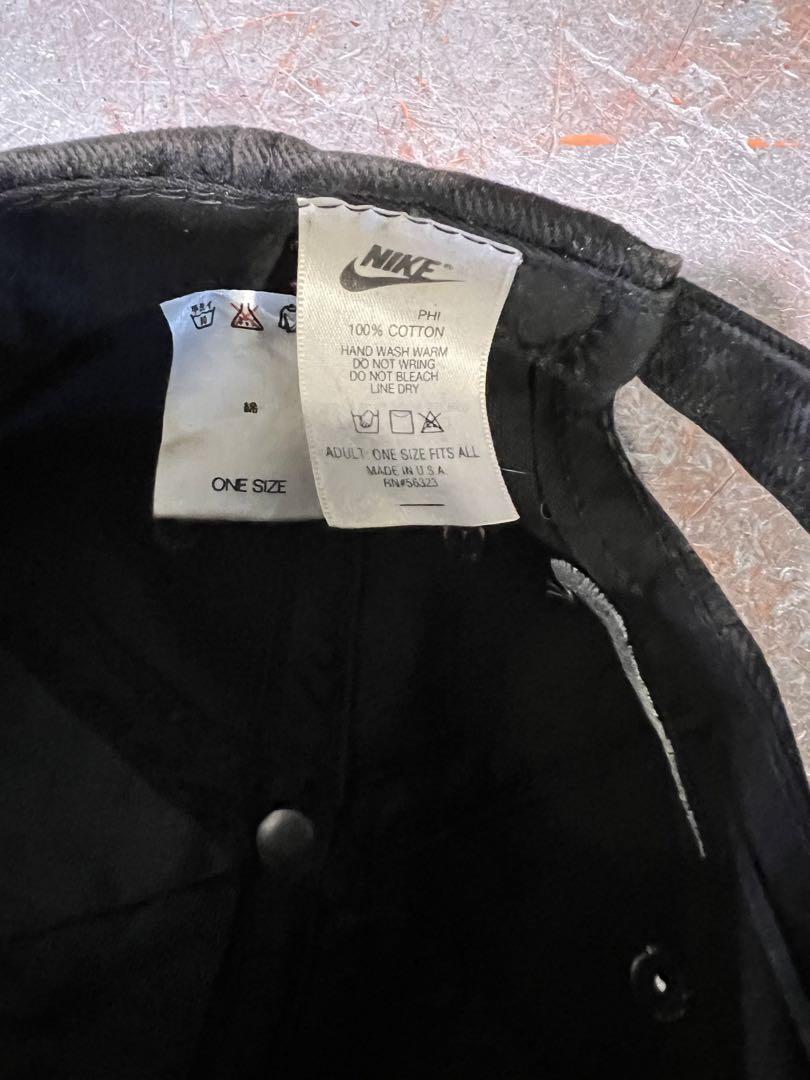 NIKE
PHI
100% COTTON
HAND WASH WARM
DO NOT WRING
DO NOT BLEACH
LINE DRY
ADULT: ONE SIZE FITS ALL
MADE IN U.S.A.
RN#56323
綿
ONE SIZE